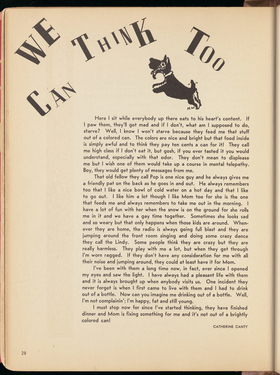 WE CAN THINK TOO
Here I sit while everybody up there eats to his heart's content. If
I paw them, they'll get mad and if I don't, what am I supposed to do,
starve? Well, I know I won't starve because they feed me that stuff
out of a colored can. The colors are nice and bright but that food inside
is simply awful and to think they pay ten cents a can for it! They call
me high class if I don't eat it, but gosh, if you ever tasted it you would
understand, especially with that odor. They don't mean to displease
me but I wish one of them would take up a course in mental telepathy.
Boy, they would get plenty of messages from me.
That old fellow they call Pop is one nice guy and he always gives me
a friendly pat on the back as he goes in and out. He always remembers
too that I like a nice bowl of cold water on a hot day and that I like
to go out. I like him a lot though I like Mom too for she is the one
that feeds me and always remembers to take me out in the morning. I
have a lot of fun with her when the snow is on the ground for she rolls
me in it and we have a gay time together. Sometimes she looks sad
and so weary but that only happens when those kids are around. Whon-
ever they are home, the radio is always going full blast and they are
jumping around the front room singing and doing some crazy dance
they call the Lindy. Some people think they are crazy but they are
really harmless. They play with me a lot, but when they get through
I'm worn ragged. If they don't have any consideration for me with all
their noise and jumping around, they could at least have it for Mom.
I've been with them a long time now, in fact, ever since I opened
my eyes and saw the light. I have always had a pleasant life with them
and it is always brought up when anybody visits us. One incident they
never forget is when I first came to live with them and I had to drink
out of a bottle. Now can you imagine me drinking out of a bottle. Well,
I'm not complainin'; I'm happy, fat and still young.
I must stop now for since I've started thinking, they have finished
dinner and Mom is fixing something for me and it's not out of a brightly
colored can!
CATHERINE CANTY
28